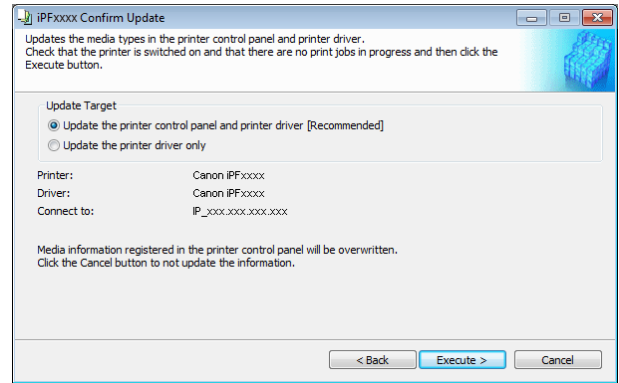 iPFxxxx Confirm Update
Updates the media types in the printer control panel and printer driver.
Check that the printer is switched on and that there are no print jobs in progress and then click the
Execute button.
Update Target
Update the printer control panel and printer driver [Recommended]
Update the printer driver only
Printer: Canon iPFxxxx
Driver: Canon iPFxxxx
Connect to: IP_xxx.xxx.xxx.xxx
Media information registered in the printer control panel will be overwritten.
Click the Cancel button to not update the information.
< Back Execute > Cancel